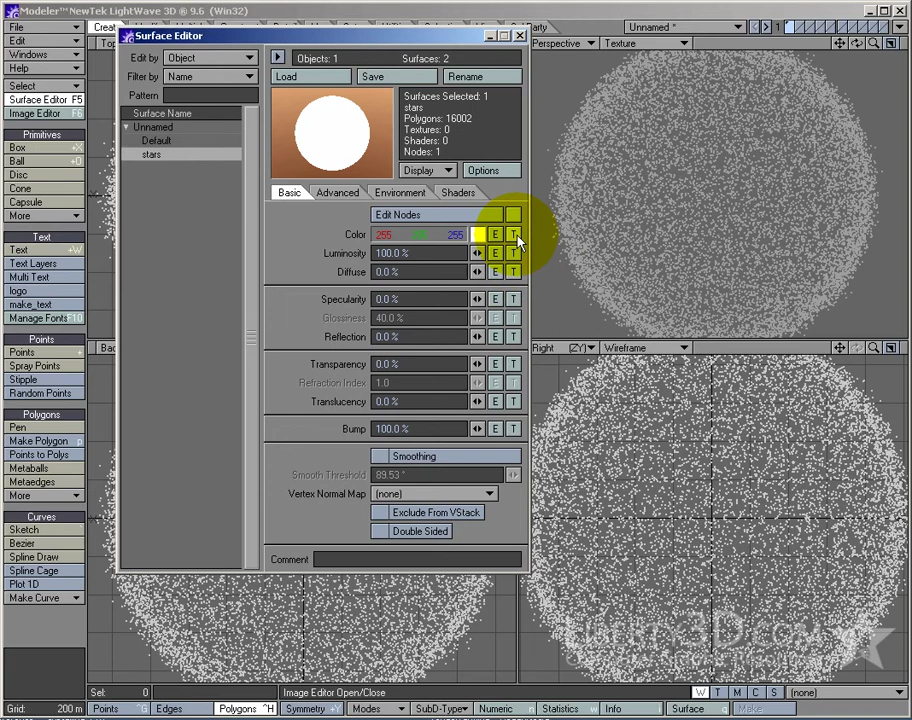 Modeler™ NewTek LightWave 3D ® 9.6 (Win32)
File
Edit
Windows
Help
Select
Surface Editor F5
Image Editor F6
Primitives
Box +X
Ball +O
Disc
Cone
Capsule
More
Text
Text +W
Text Layers
Multi Text
logo
make_text
Manage Fonts F10
Points
Points +
Spray Points
Stipple
Random Points
Polygons
Pen
Make Polygon p
Points to Polys
Metaballs
Metaedges
More
Curves
Sketch
Bezier
Spline Draw
Spline Cage
Plot 1D
Make Curve
Surface Editor
Edit by Object
Filter by Name
Pattern
Surface Name
Unnamed
Default
stars
Objects: 1 Surfaces: 2
Load Save Rename
Surfaces Selected: 1
stars
Polygons: 16002
Textures: 0
Shaders: 0
Nodes: 1
Display Options
Basic Advanced Environment Shaders
Edit Nodes
Color 255 255 E T
Luminosity 100.0 % E T
Diffuse 0.0 % E T
Specularity 0.0 % E T
Glossiness 40.0 % E T
Reflection 0.0 % E T
Transparency 0.0 % E T
Refraction Index 1.0 E T
Translucency 0.0 % E T
Bump 100.0 % E T
Smoothing
Smooth Threshold 89.53 °
Vertex Normal Map (none)
Exclude From VStack
Double Sided
Comment
Unnamed *
Perspective Texture
Right (ZY) Wireframe
LIBERTY3D.COM
Sel: 0 Image Editor Open/Close W T M C S (none)
Grid: 200 m Points ^G Edges Polygons ^H Symmetry +Y Modes SubD-Type Numeric n Statistics w Info i Surface q Make